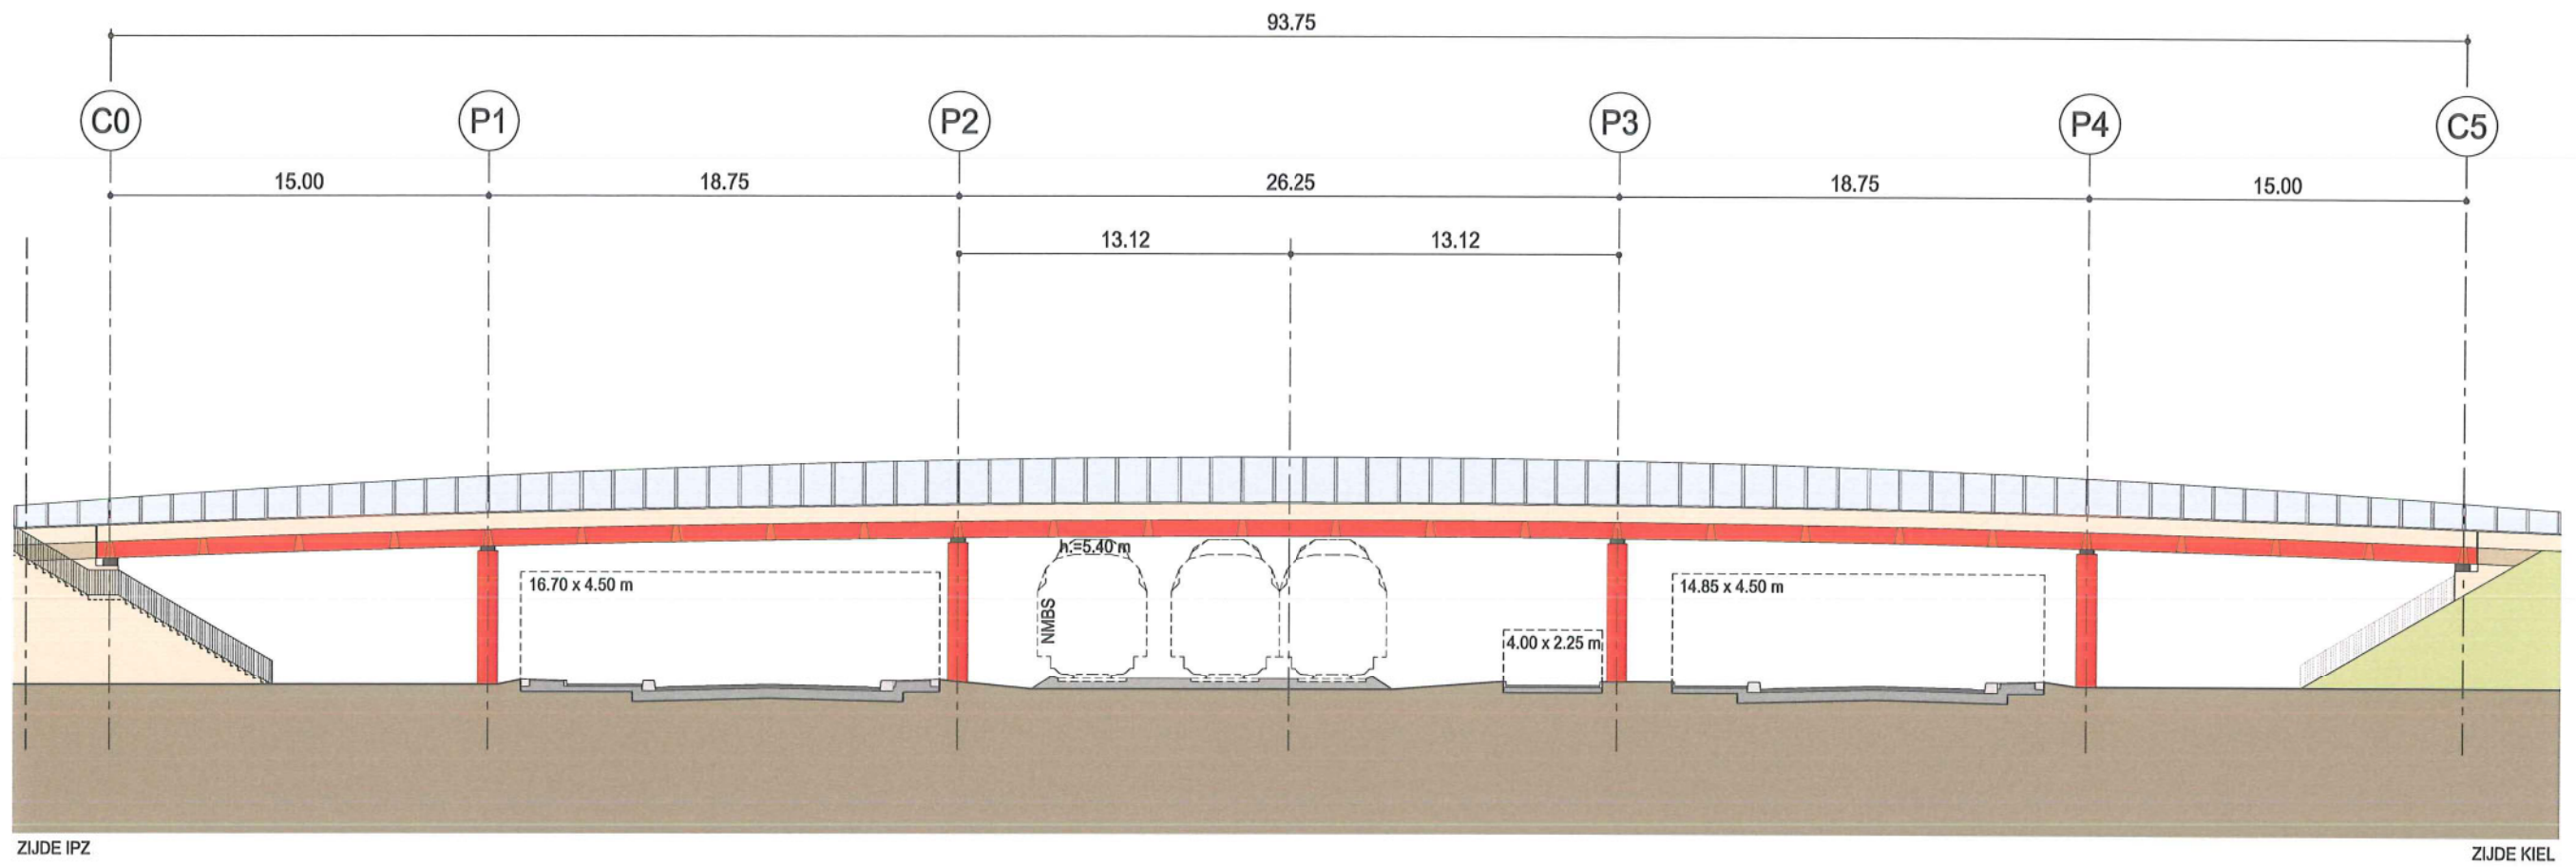 93.75
C0
P1
P2
P3
P4
C5
15.00
18.75
26.25
18.75
15.00
13.12
13.12
h.=5.40 m
16.70 x 4.50 m
14.85 x 4.50 m
NMBS
4.00 x 2.25 m
ZIJDE IPZ
ZIJDE KIEL